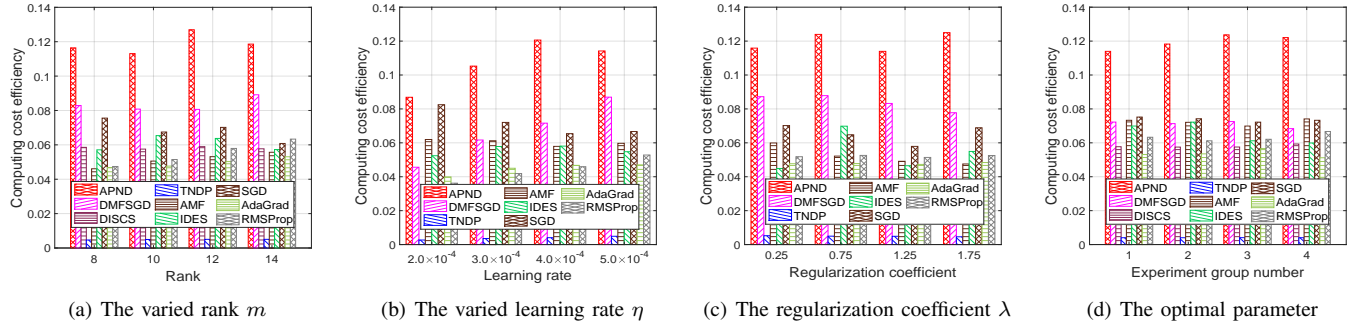 Computing cost efficiency
0.14
0.12
0.1
0.08
0.06
0.04
0.02
0
APND
DMFSGD
DISCS
TNDP
AMF
IDES
SGD
AdaGrad
RMSProp
8 10 12 14
Rank
(a) The varied rank m
Computing cost efficiency
0.14
0.12
0.1
0.08
0.06
0.04
0.02
0
APND
DMFSGD
TNDP
AMF
IDES
SGD
AdaGrad
RMSProp
2.0×10⁻⁴ 3.0×10⁻⁴ 4.0×10⁻⁴ 5.0×10⁻⁴
Learning rate
(b) The varied learning rate η
Computing cost efficiency
0.14
0.12
0.1
0.08
0.06
0.04
0.02
0
APND
DMFSGD
TNDP
AMF
IDES
SGD
AdaGrad
RMSProp
0.25 0.75 1.25 1.75
Regularization coefficient
(c) The regularization coefficient λ
Computing cost efficiency
0.14
0.12
0.1
0.08
0.06
0.04
0.02
0
APND
DMFSGD
DISCS
TNDP
AMF
IDES
SGD
AdaGrad
RMSProp
1 2 3 4
Experiment group number
(d) The optimal parameter